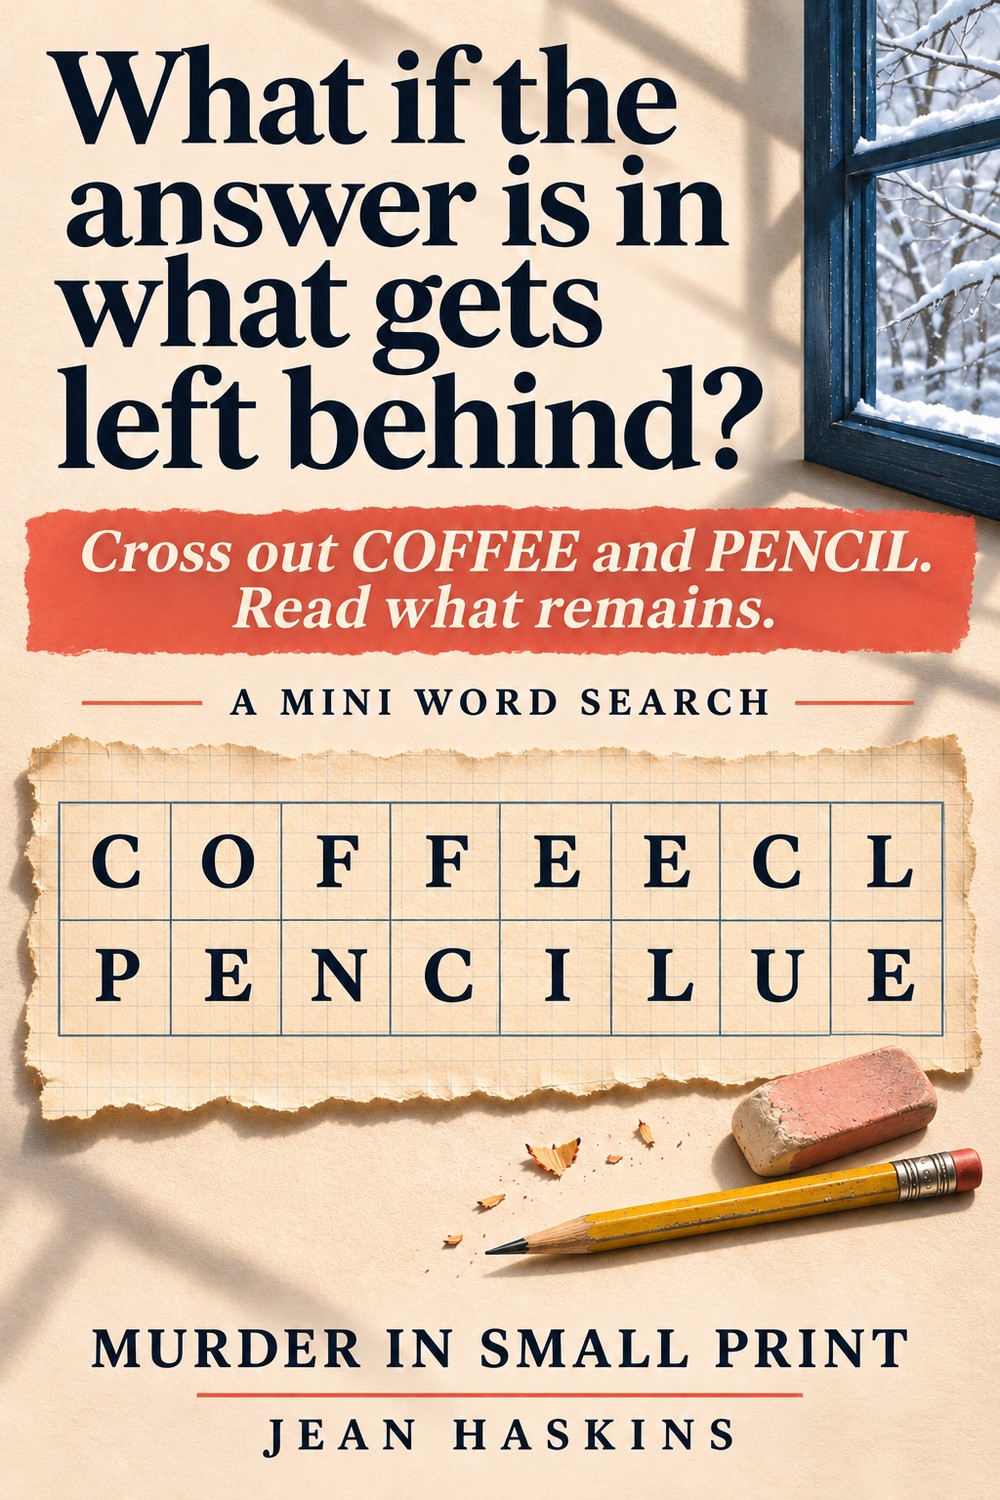 What if the
answer is in
what gets
left behind?
Cross out COFFEE and PENCIL.
Read what remains.
A MINI WORD SEARCH
C O F F E E C L
P E N C I L U E
MURDER IN SMALL PRINT
JEAN HASKINS